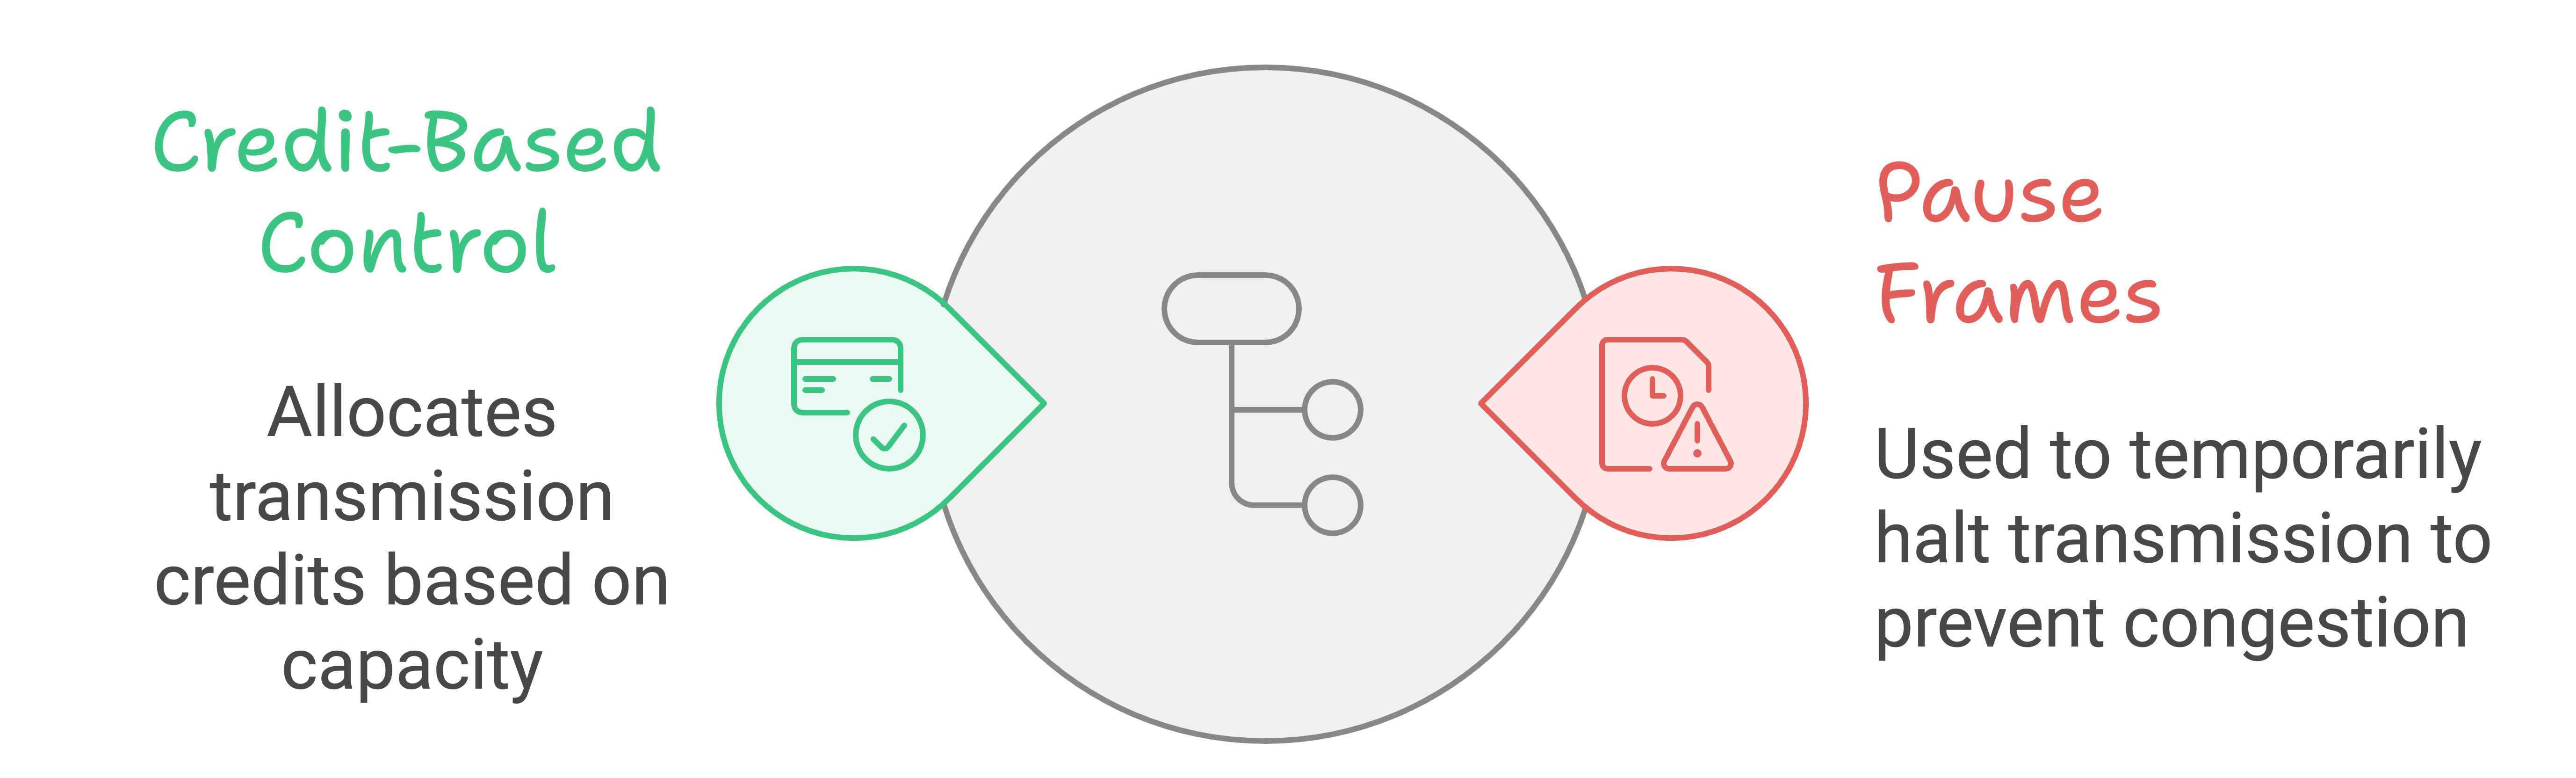 Credit-Based
Control
Allocates
transmission
credits based on
capacity
Pause
Frames
Used to temporarily
halt transmission to
prevent congestion